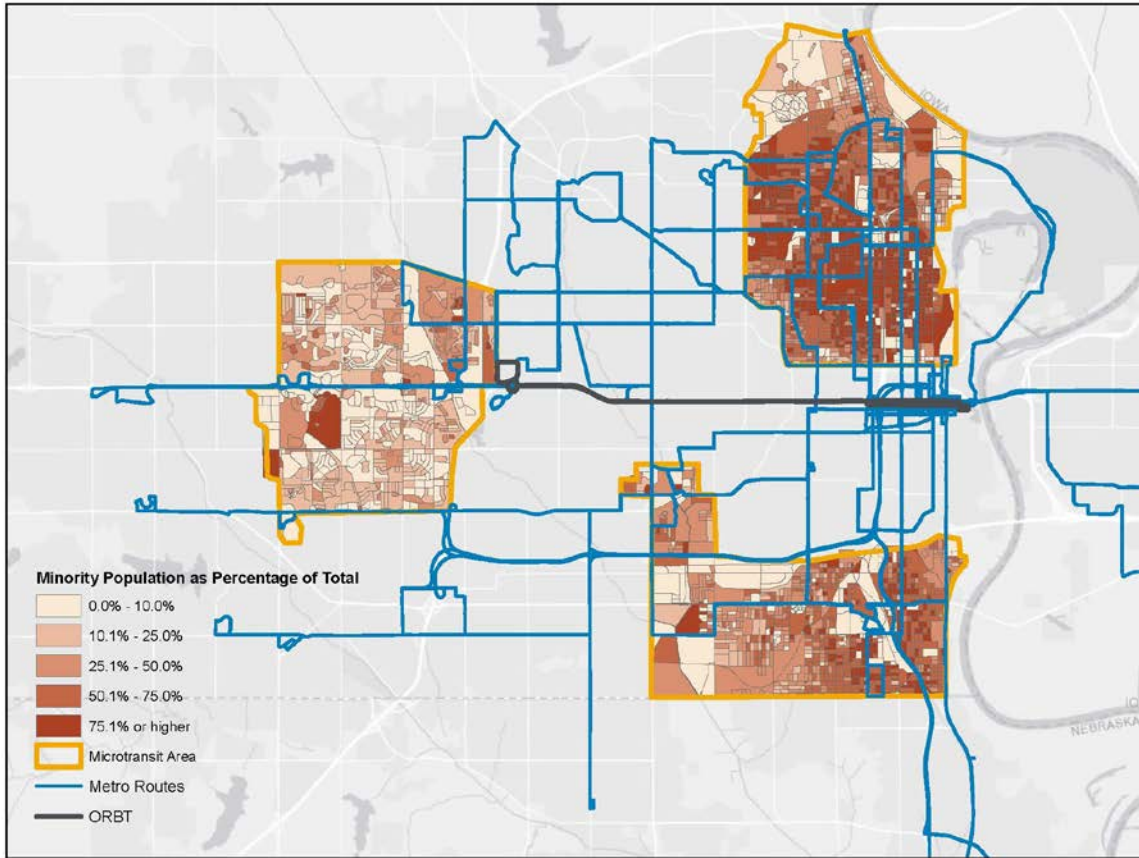 IOWA
Minority Population as Percentage of Total
0.0% - 10.0%
10.1% - 25.0%
25.1% - 50.0%
50.1% - 75.0%
75.1% or higher
Microtransit Area
Metro Routes
ORBT
NEBRASKA